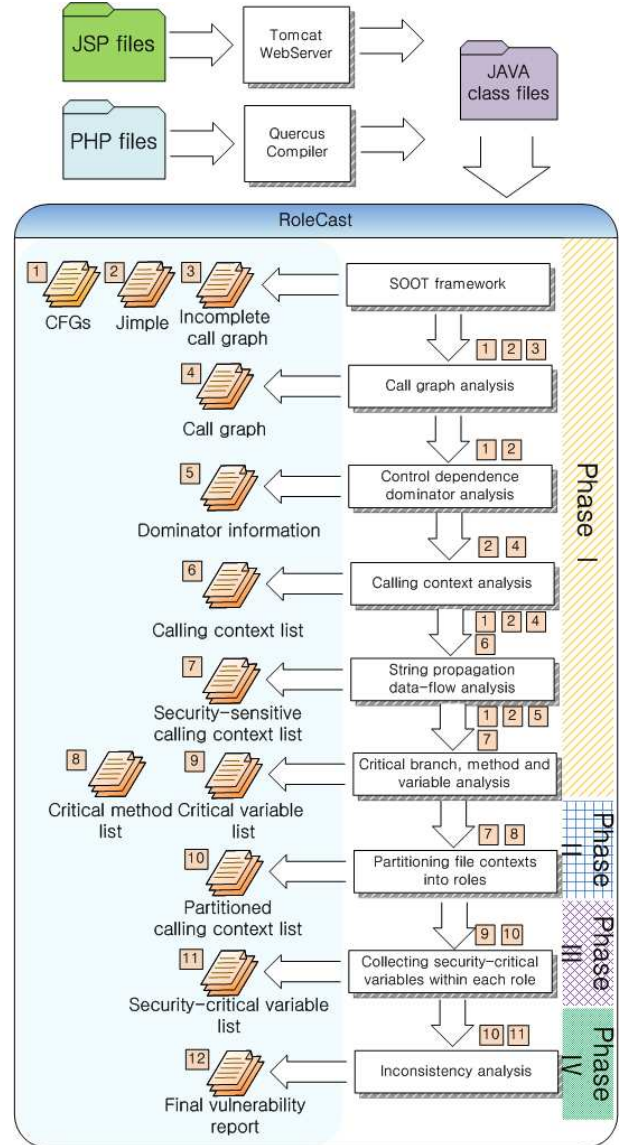 JSP files
Tomcat
WebServer
JAVA
class files
PHP files
Quercus
Compiler
RoleCast
1
2
3
CFGs
Jimple
Incomplete
call graph
SOOT framework
1 2 3
4
Call graph
Call graph analysis
1 2
5
Dominator information
Control dependence
dominator analysis
2 4
6
Calling context list
Calling context analysis
1 2 4
6
7
Security-sensitive
calling context list
String propagation
data-flow analysis
1 2 5
7
8
Critical method
list
9
Critical variable
list
Critical branch, method and
variable analysis
Phase I
7 8
10
Partitioned
calling context list
Partitioning file contexts
into roles
Phase
II
9 10
11
Security-critical variable
list
Collecting security-critical
variables within each role
Phase
III
10 11
12
Final vulnerability
report
Inconsistency analysis
Phase
IV